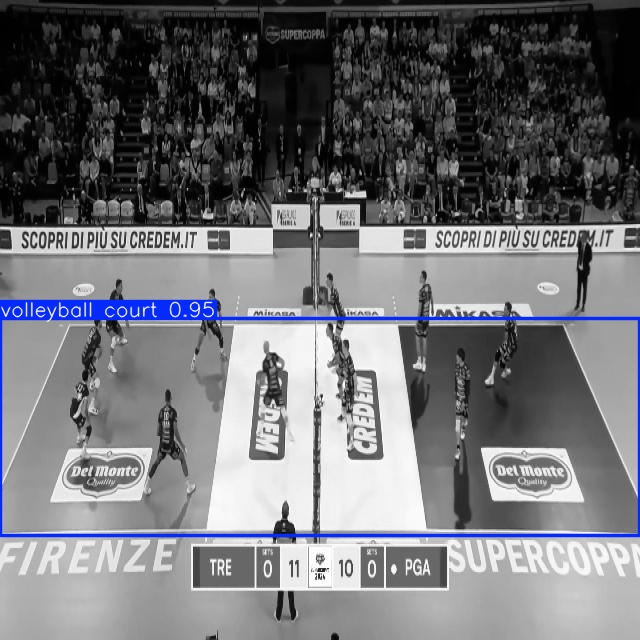 SUPERCOPPA
SCOPRI DI PIÙ SU CREDEM.IT
SCOPRI DI PIÙ SU CREDEM.IT
volleyball court 0.95
MIKASA
MIKASA
MIKASA
CREDEM
Del Monte
Quality
Del Monte
Quality
FIRENZE
SUPERCOPPA
TRE
SETS
0
11
10
SETS
0
PGA